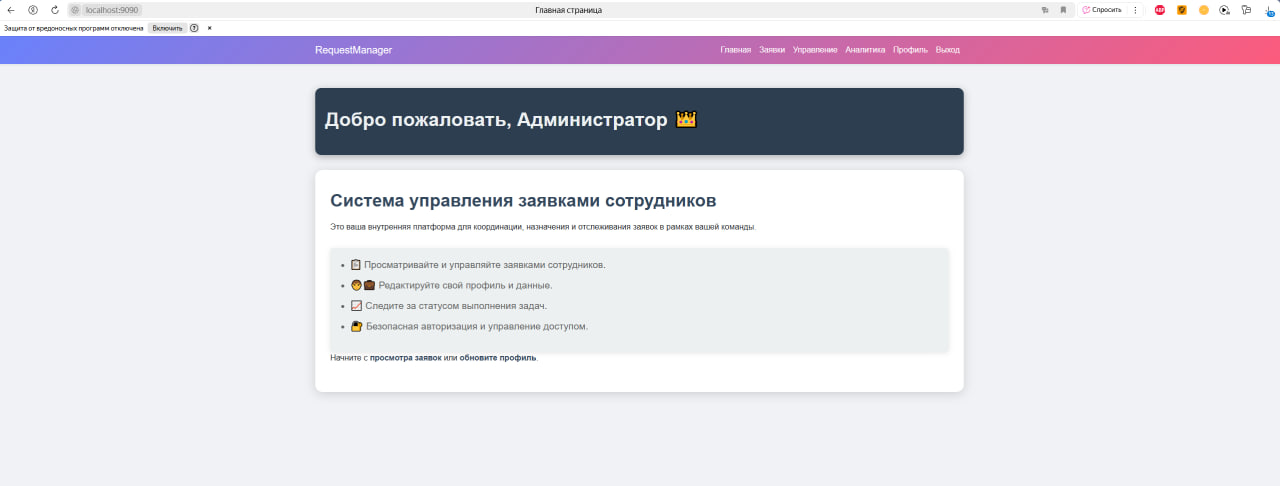 localhost:9090
Главная страница
Спросить
ABP
12
Защита от вредоносных программ отключена
Включить
RequestManager
Главная Заявки Управление Аналитика Профиль Выход
Добро пожаловать, Администратор
Система управления заявками сотрудников
Это ваша внутренняя платформа для координации, назначения и отслеживания заявок в рамках вашей команды.
Просматривайте и управляйте заявками сотрудников.
Редактируйте свой профиль и данные.
Следите за статусом выполнения задач.
Безопасная авторизация и управление доступом.
Начните с просмотра заявок или обновите профиль.